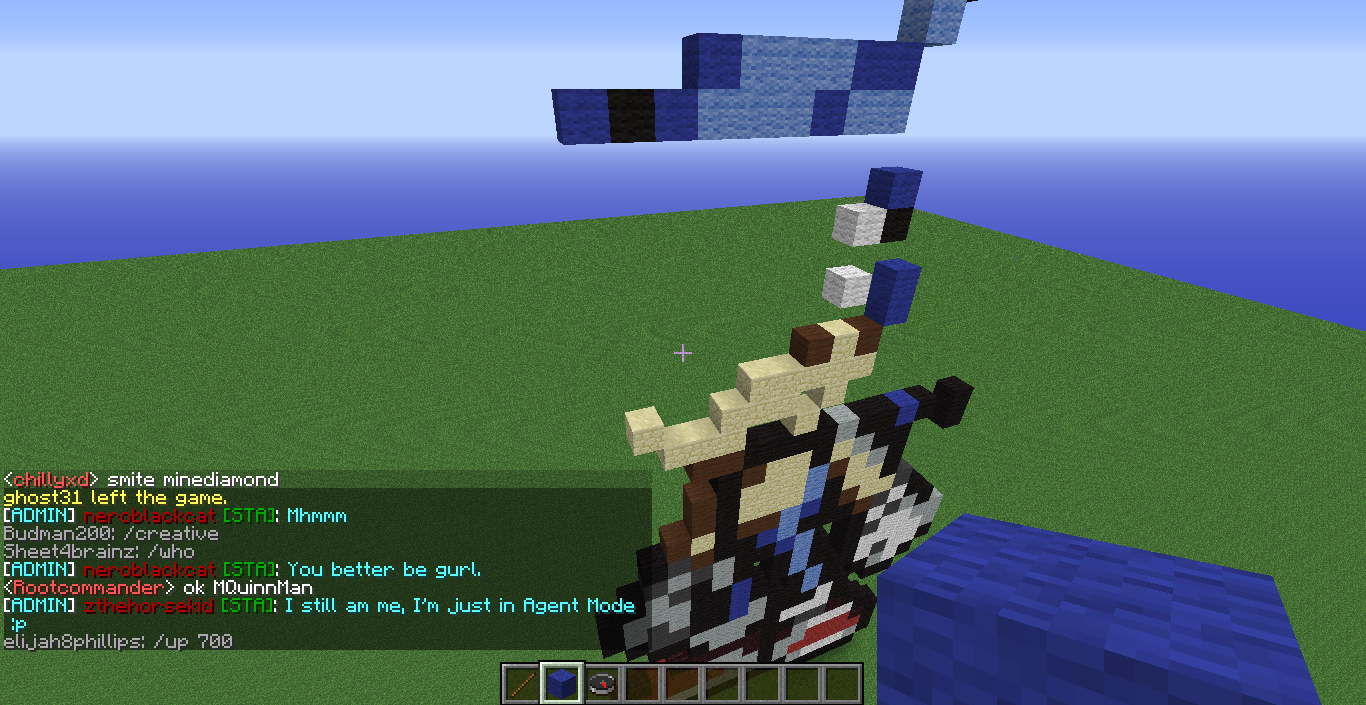 <chillyxd> smite minediamond
ghost31 left the game.
[ADMIN] neroblackcat [STA]: Mhmmm
Budman200: /creative
Sheet4brainz: /who
[ADMIN] neroblackcat [STA]: You better be gurl.
<Rootcommander> ok MQuinnMan
[ADMIN] zthehorsekid [STA]: I still am me, I'm just in Agent Mode
:p
elijah8phillips: /up 700